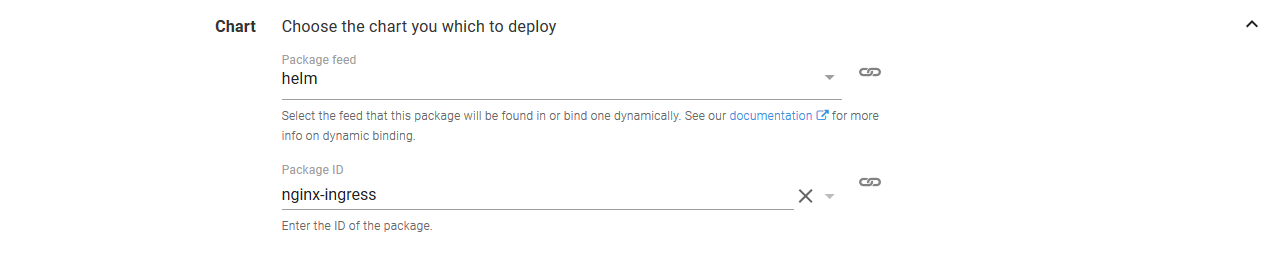 Chart Choose the chart you which to deploy
Package feed
helm
Select the feed that this package will be found in or bind one dynamically. See our documentation for more
info on dynamic binding.
Package ID
nginx-ingress
Enter the ID of the package.